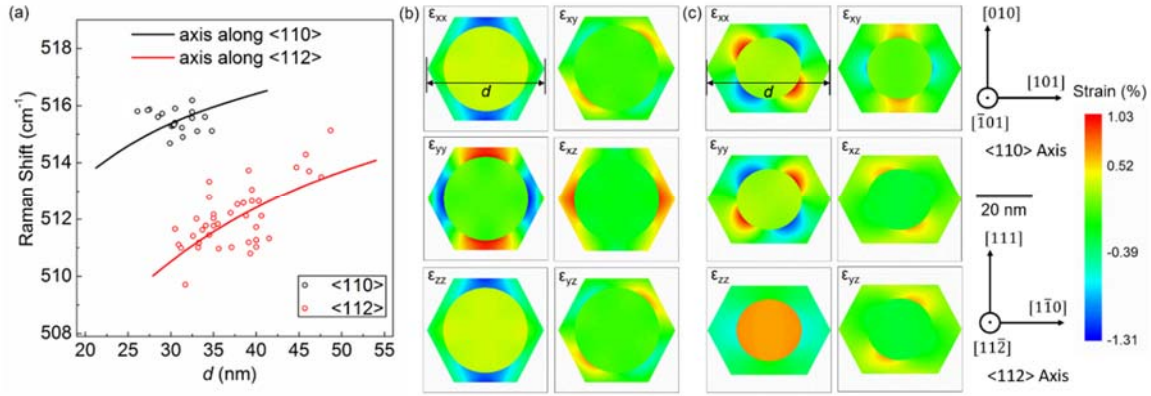 (a)
axis along <110>
axis along <112>
Raman Shift (cm⁻¹)
518
516
514
512
510
508
<110>
<112>
20 25 30 35 40 45 50 55
d (nm)
(b)
εxx
εxy
d
εyy
εxz
εzz
εyz
(c)
εxx
εxy
d
εyy
εxz
εzz
εyz
[010]
[101]
[1̄01]
<110> Axis
20 nm
[111]
[11̄0]
[112̄]
<112> Axis
Strain (%)
1.03
0.52
-0.39
-1.31